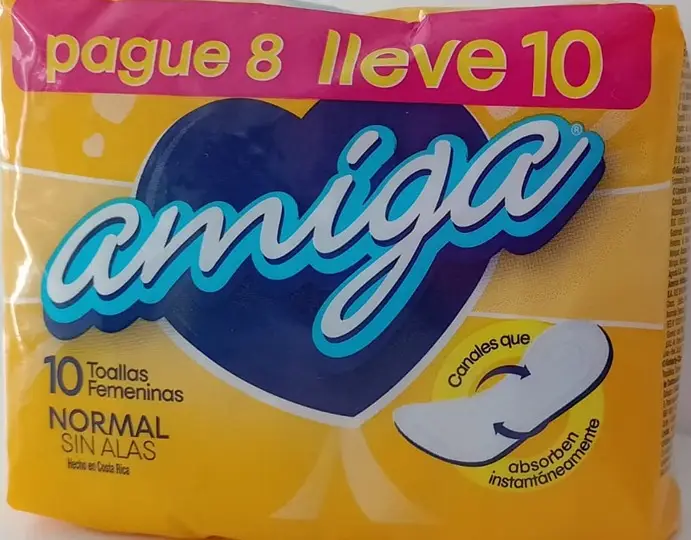 pague 8 lleve 10
amiga®
10 Toallas
Femeninas
NORMAL
SIN ALAS
Hecho en Costa Rica
Canales que
absorben
instantáneamente